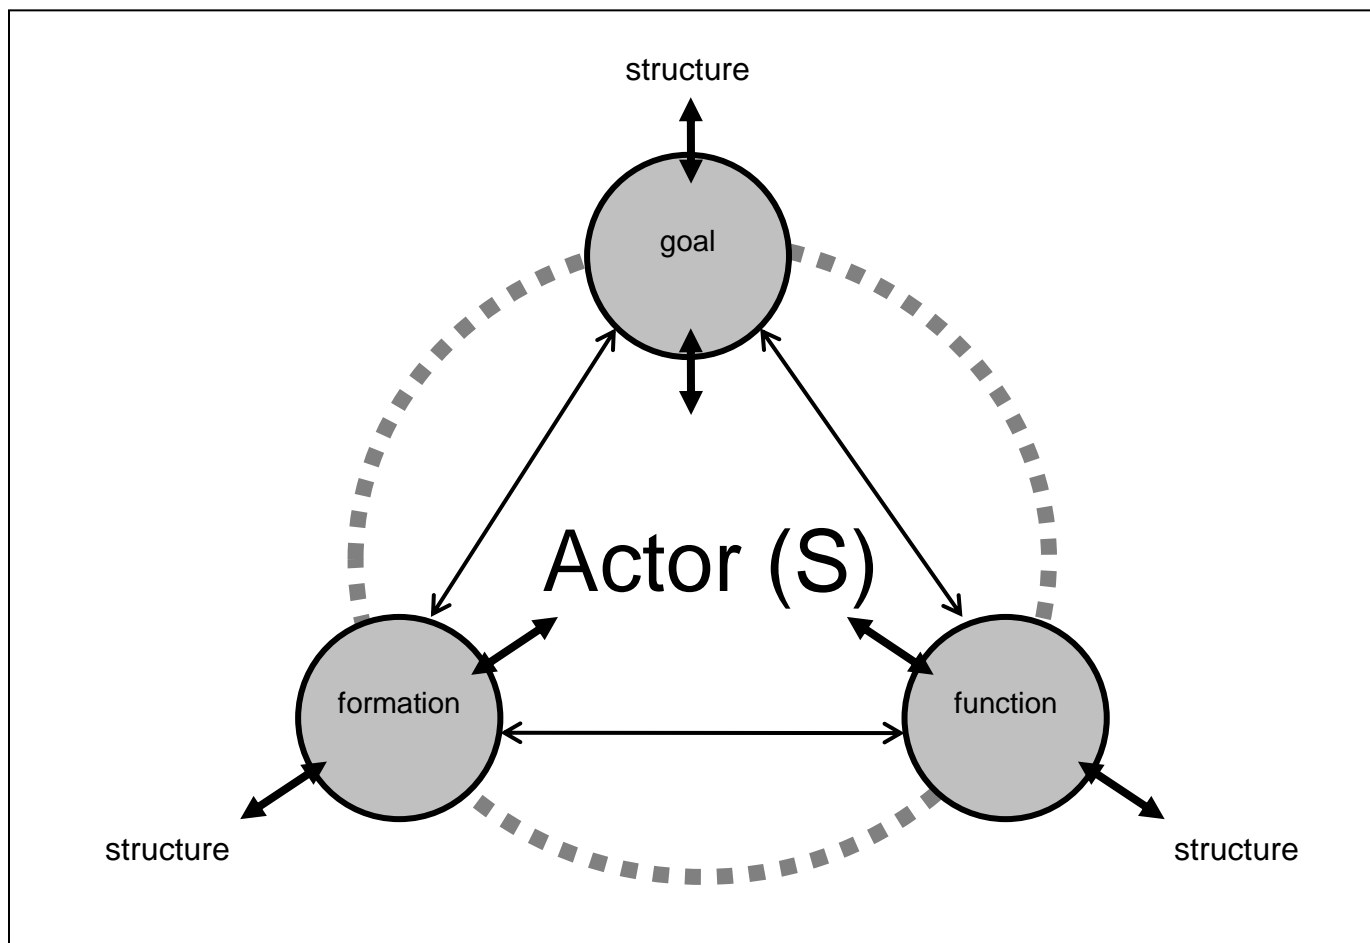 structure
goal
Actor (S)
formation
function
structure
structure